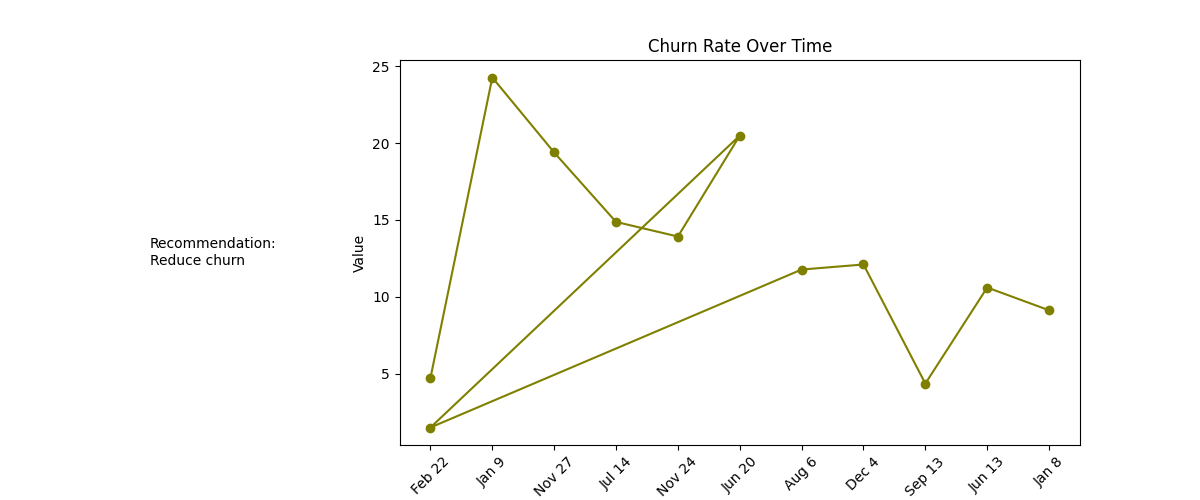 Churn Rate Over Time
Recommendation:
Reduce churn
Value
25
20
15
10
5
Feb 22
Jan 9
Nov 27
Jul 14
Nov 24
Jun 20
Aug 6
Dec 4
Sep 13
Jun 13
Jan 8